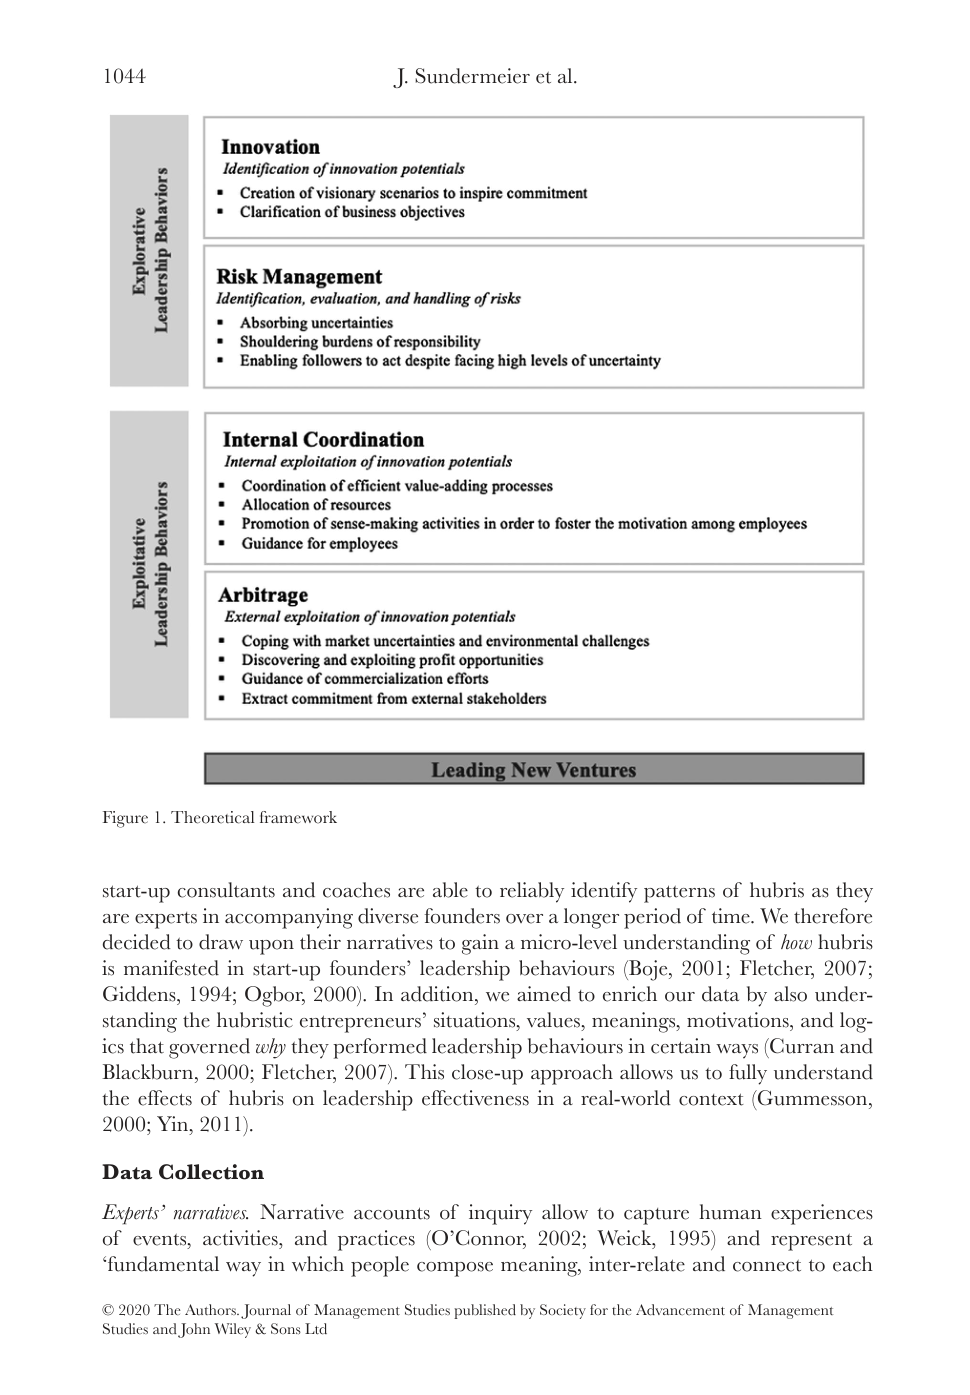 1044
J. Sundermeier et al.
Explorative
Leadership Behaviors
Innovation
Identification of innovation potentials
▪ Creation of visionary scenarios to inspire commitment
▪ Clarification of business objectives
Risk Management
Identification, evaluation, and handling of risks
▪ Absorbing uncertainties
▪ Shouldering burdens of responsibility
▪ Enabling followers to act despite facing high levels of uncertainty
Exploitative
Leadership Behaviors
Internal Coordination
Internal exploitation of innovation potentials
▪ Coordination of efficient value-adding processes
▪ Allocation of resources
▪ Promotion of sense-making activities in order to foster the motivation among employees
▪ Guidance for employees
Arbitrage
External exploitation of innovation potentials
▪ Coping with market uncertainties and environmental challenges
▪ Discovering and exploiting profit opportunities
▪ Guidance of commercialization efforts
▪ Extract commitment from external stakeholders
Leading New Ventures
Figure 1. Theoretical framework
start-up consultants and coaches are able to reliably identify patterns of hubris as they
are experts in accompanying diverse founders over a longer period of time. We therefore
decided to draw upon their narratives to gain a micro-level understanding of how hubris
is manifested in start-up founders’ leadership behaviours (Boje, 2001; Fletcher, 2007;
Giddens, 1994; Ogbor, 2000). In addition, we aimed to enrich our data by also under-
standing the hubristic entrepreneurs’ situations, values, meanings, motivations, and log-
ics that governed why they performed leadership behaviours in certain ways (Curran and
Blackburn, 2000; Fletcher, 2007). This close-up approach allows us to fully understand
the effects of hubris on leadership effectiveness in a real-world context (Gummesson,
2000; Yin, 2011).
Data Collection
Experts’ narratives. Narrative accounts of inquiry allow to capture human experiences
of events, activities, and practices (O’Connor, 2002; Weick, 1995) and represent a
‘fundamental way in which people compose meaning, inter-relate and connect to each
© 2020 The Authors. Journal of Management Studies published by Society for the Advancement of Management
Studies and John Wiley & Sons Ltd